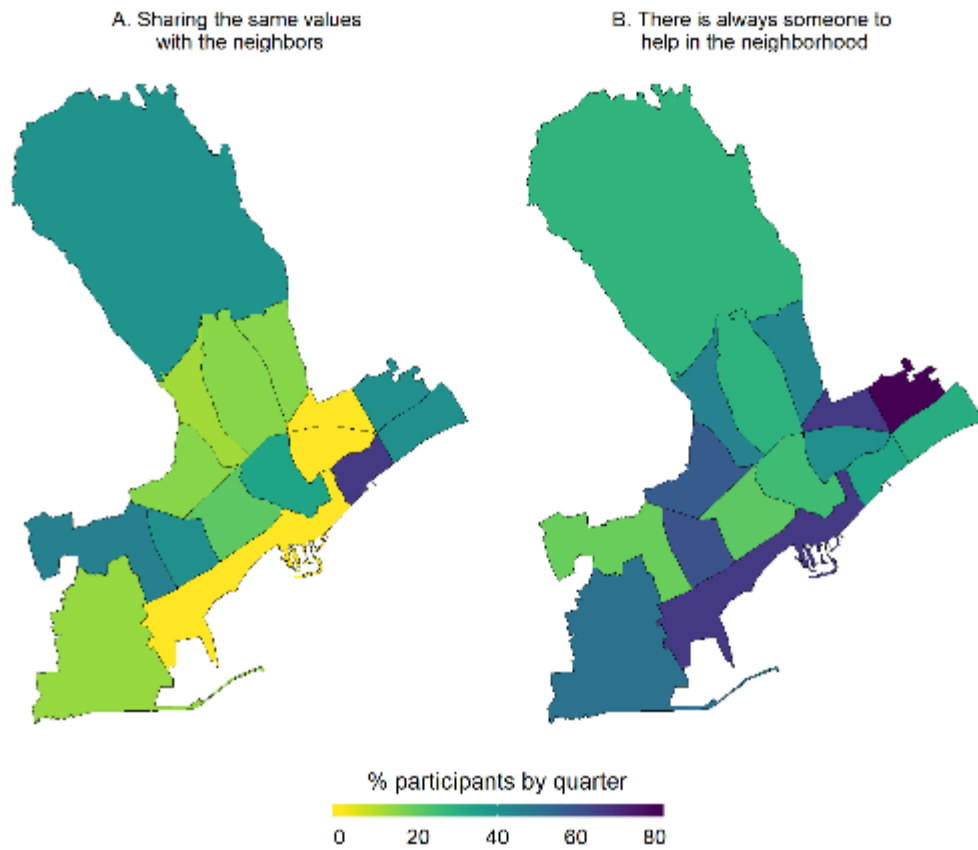 A. Sharing the same values
with the neighbors
B. There is always someone to
help in the neighborhood
% participants by quarter
0 20 40 60 80